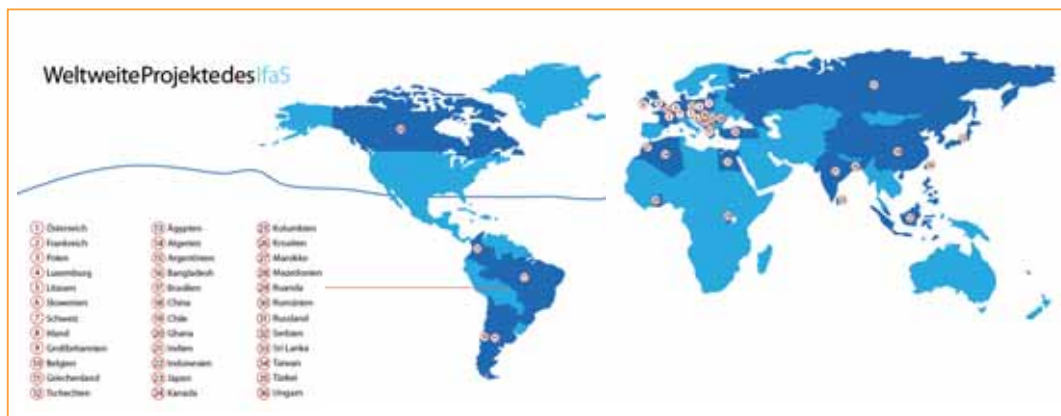 WeltweiteProjektedesIfaS
1 Österreich
2 Frankreich
3 Polen
4 Luxemburg
5 Litauen
6 Slowenien
7 Schweiz
8 Irland
9 Großbritannien
10 Belgien
11 Griechenland
12 Tschechien
13 Ägypten
14 Algerien
15 Argentinien
16 Bangladesh
17 Brasilien
18 China
19 Chile
20 Ghana
21 Indien
22 Indonesien
23 Japan
24 Kanada
25 Kolumbien
26 Kroatien
27 Marokko
28 Mazedonien
29 Ruanda
30 Rumänien
31 Russland
32 Serbien
33 Sri Lanka
34 Taiwan
35 Türkei
36 Ungarn